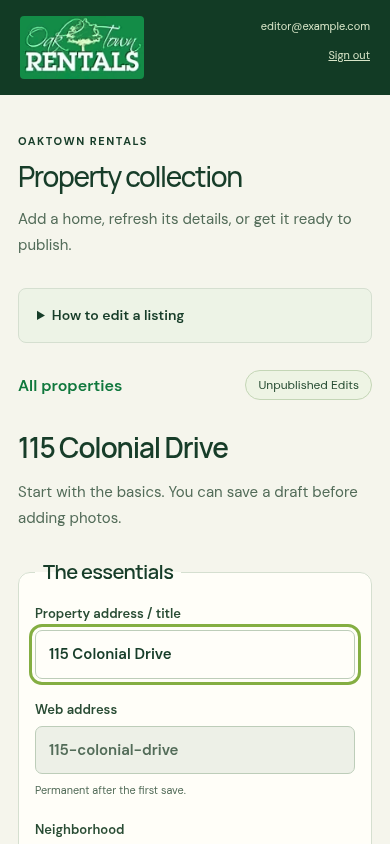 Oak Town
RENTALS
editor@example.com
Sign out
OAKTOWN RENTALS
Property collection
Add a home, refresh its details, or get it ready to
publish.
▶ How to edit a listing
All properties
Unpublished Edits
115 Colonial Drive
Start with the basics. You can save a draft before
adding photos.
The essentials
Property address / title
115 Colonial Drive
Web address
115-colonial-drive
Permanent after the first save.
Neighborhood